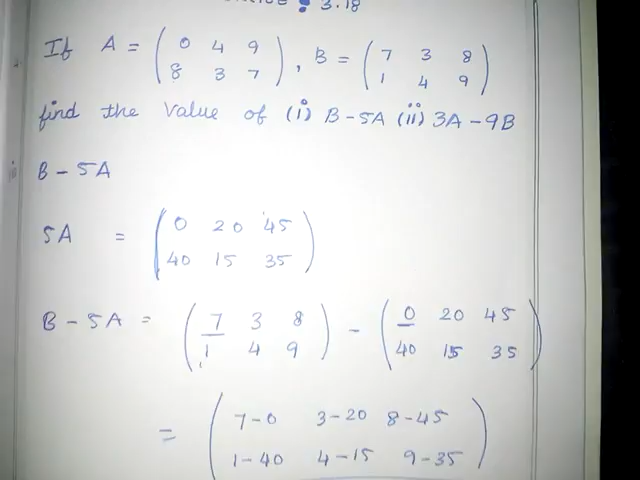 : 3.18
If A = ( 0 4 9 ) , B = ( 7 3 8 )
8 3 7 1 4 9
find the value of (i) B - 5A (ii) 3A - 9B
B - 5A
5A = ( 0 20 45 )
40 15 35
B - 5A = ( 7 3 8 ) - ( 0 20 45 )
1 4 9 40 15 35
= ( 7-0 3-20 8-45 )
1-40 4-15 9-35